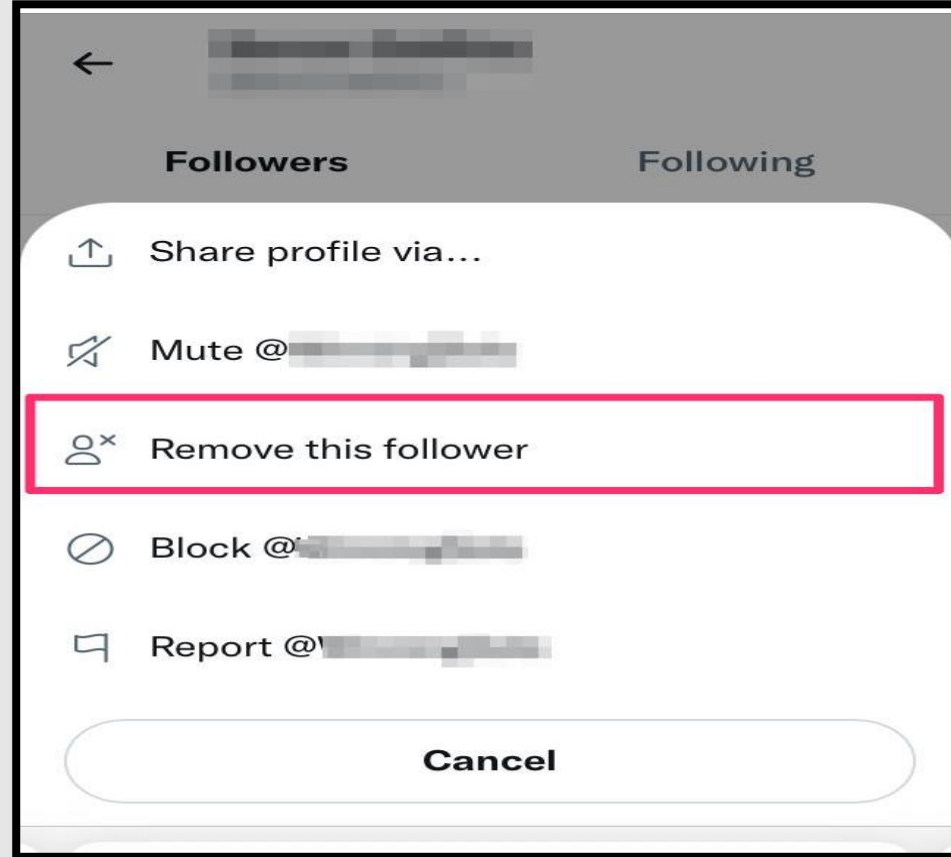 Followers
Following
Share profile via...
Mute @
Remove this follower
Block @
Report @
Cancel